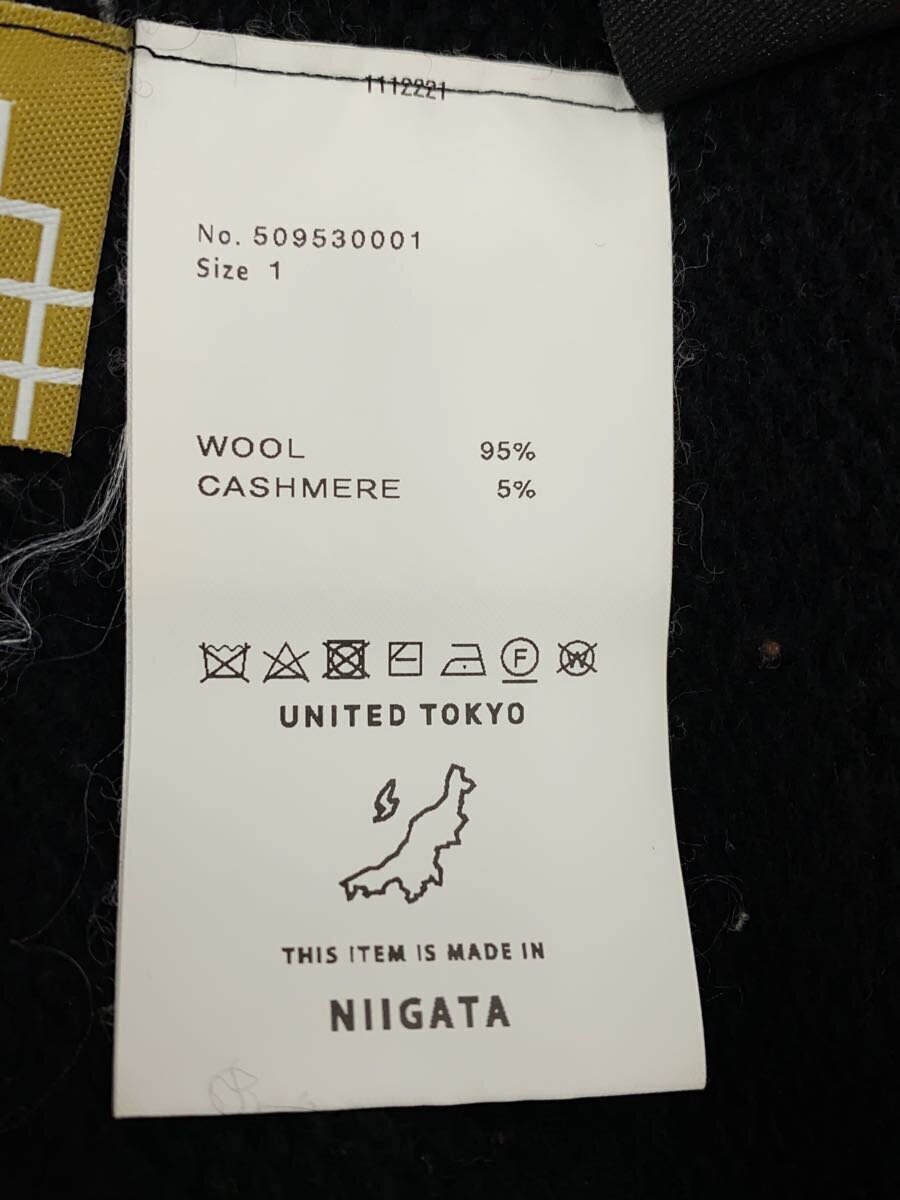 1112221
No. 509530001
Size 1
WOOL 95%
CASHMERE 5%
F W
UNITED TOKYO
THIS ITEM IS MADE IN
NIIGATA